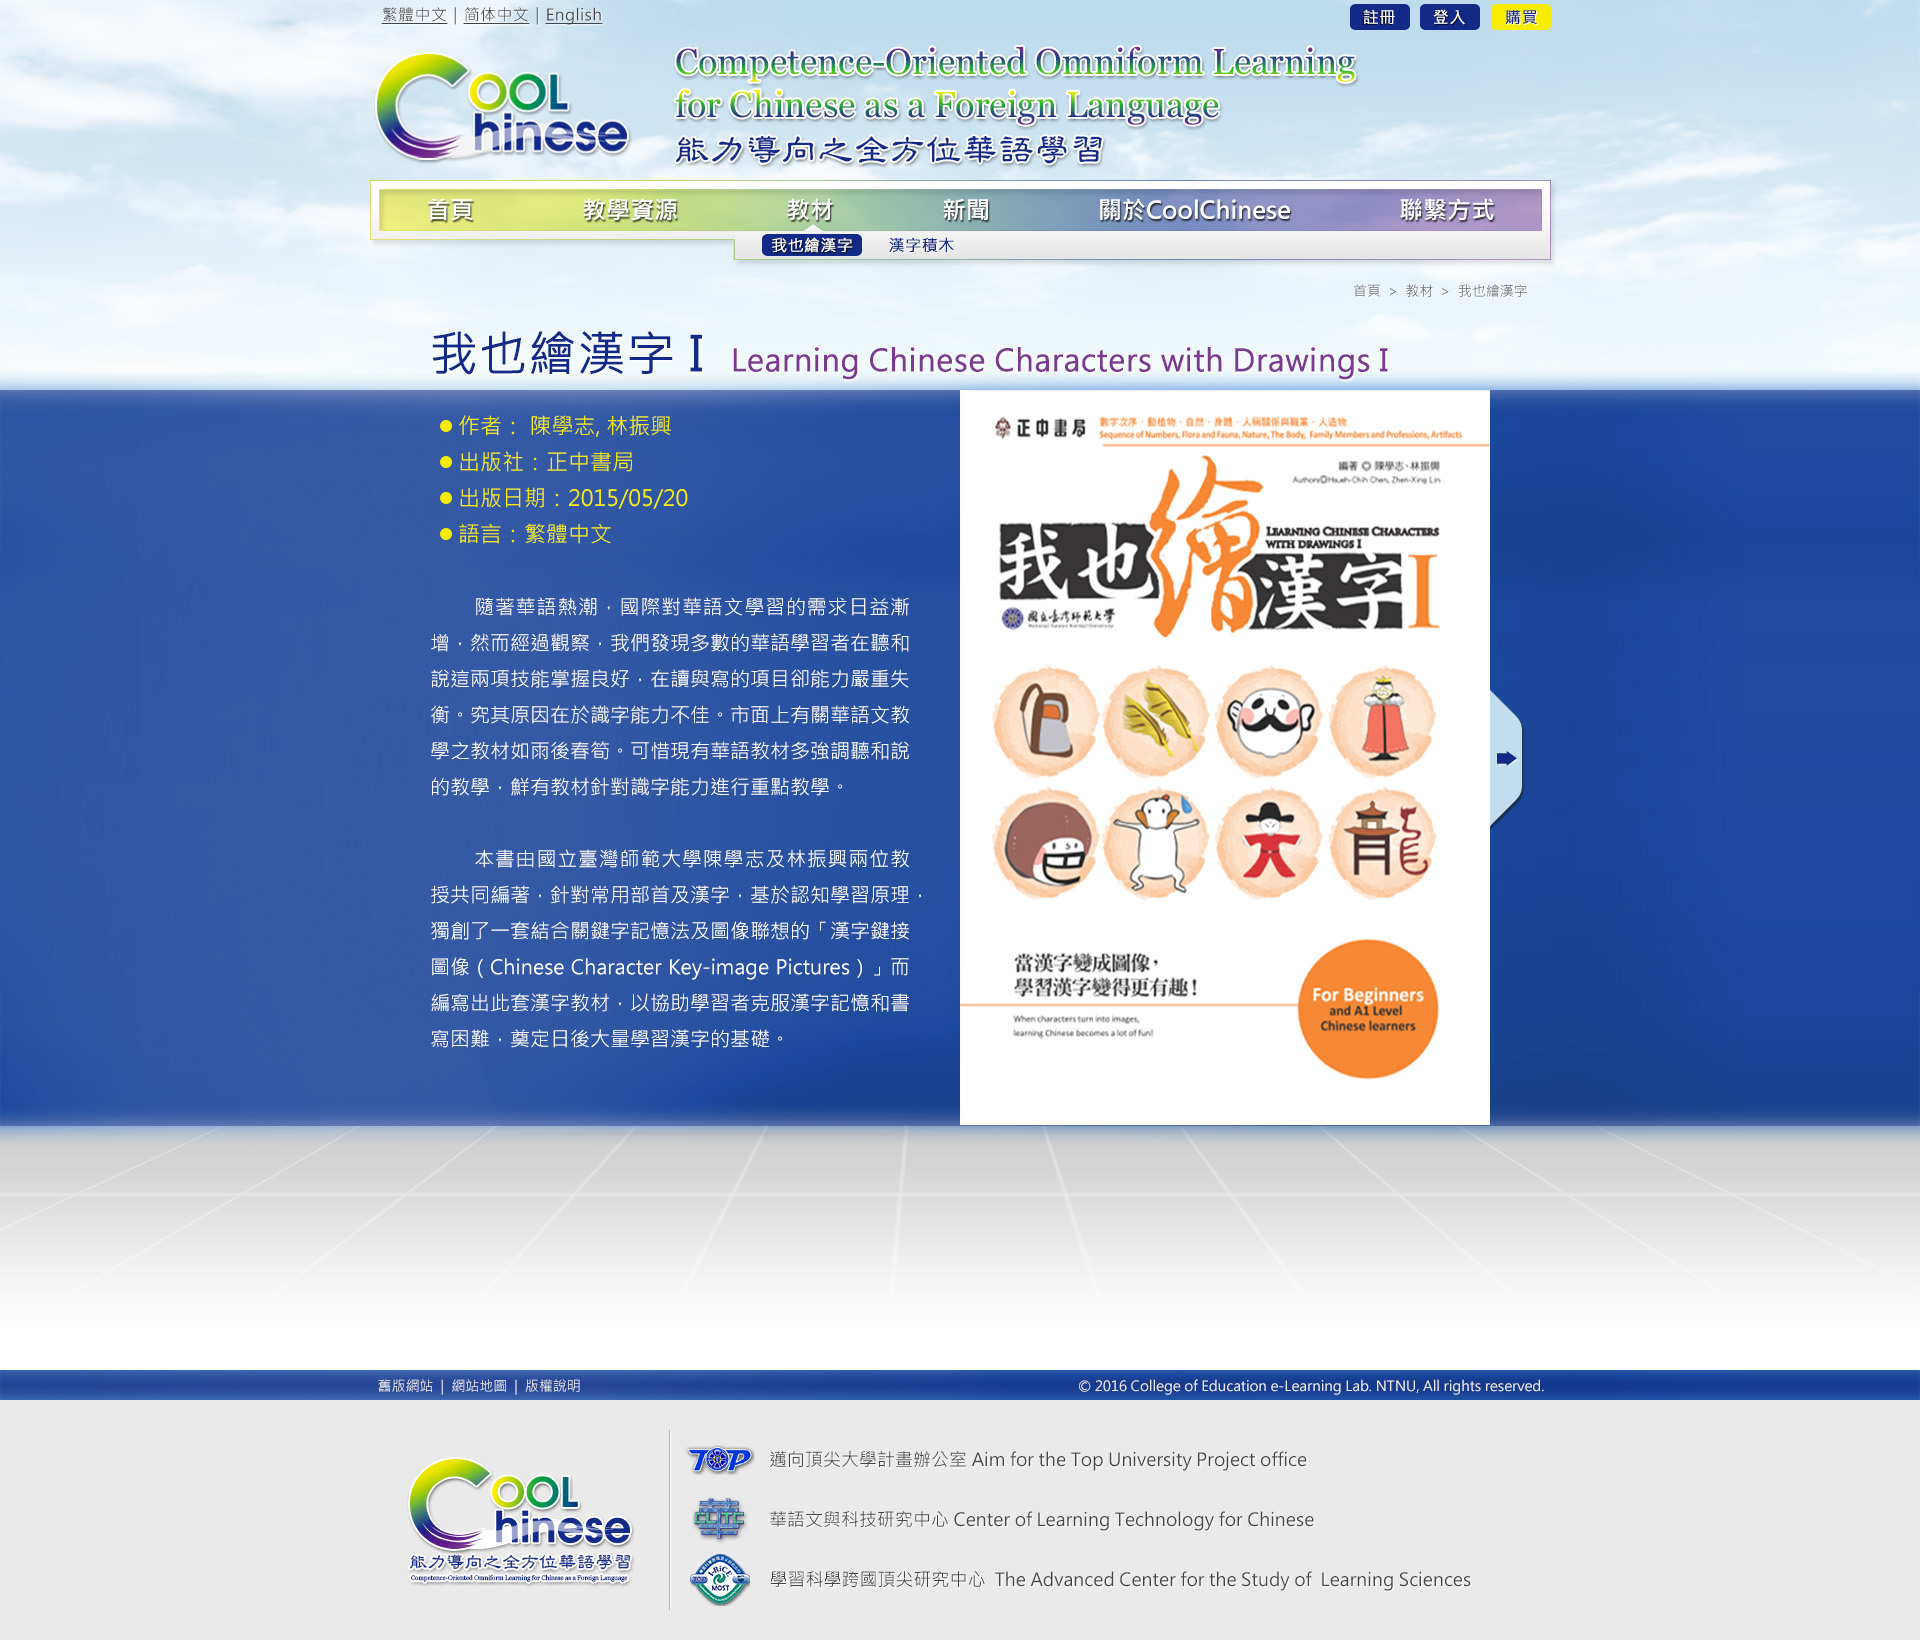 繁體中文 | 简体中文 | English
註冊 登入 購買
Cool Chinese
Competence-Oriented Omniform Learning
for Chinese as a Foreign Language
能力導向之全方位華語學習
首頁 教學資源 教材 新聞 關於CoolChinese 聯繫方式
我也繪漢字 漢字積木
首頁 > 教材 > 我也繪漢字
我也繪漢字 I Learning Chinese Characters with Drawings I
作者： 陳學志, 林振興
出版社：正中書局
出版日期：2015/05/20
語言：繁體中文
隨著華語熱潮，國際對華語文學習的需求日益漸
增，然而經過觀察，我們發現多數的華語學習者在聽和
說這兩項技能掌握良好，在讀與寫的項目卻能力嚴重失
衡。究其原因在於識字能力不佳。市面上有關華語文教
學之教材如雨後春筍。可惜現有華語教材多強調聽和說
的教學，鮮有教材針對識字能力進行重點教學。
本書由國立臺灣師範大學陳學志及林振興兩位教
授共同編著，針對常用部首及漢字，基於認知學習原理，
獨創了一套結合關鍵字記憶法及圖像聯想的「漢字鍵接
圖像（Chinese Character Key-image Pictures）」而
編寫出此套漢字教材，以協助學習者克服漢字記憶和書
寫困難，奠定日後大量學習漢字的基礎。
正中書局
數字次序．動植物．自然．身體．人稱關係與職業．人造物
Sequence of Numbers, Flora and Fauna, Nature, The Body, Family Members and Professions, Artifacts
編著 ◎ 陳學志、林振興
Authors◎Hsueh-Chih Chen, Zhen-Xing Lin
我也繪漢字I
LEARNING CHINESE CHARACTERS
WITH DRAWINGS I
國立臺灣師範大學
National Taiwan Normal University
當漢字變成圖像，
學習漢字變得更有趣！
When characters turn into images,
learning Chinese becomes a lot of fun!
For Beginners
and A1 Level
Chinese learners
舊版網站 | 網站地圖 | 版權說明
© 2016 College of Education e-Learning Lab. NTNU, All rights reserved.
Cool Chinese
能力導向之全方位華語學習
Competence-Oriented Omniform Learning for Chinese as a Foreign Language
TOP 邁向頂尖大學計畫辦公室 Aim for the Top University Project office
CLTC 華語文與科技研究中心 Center of Learning Technology for Chinese
MOST 學習科學跨國頂尖研究中心 The Advanced Center for the Study of Learning Sciences